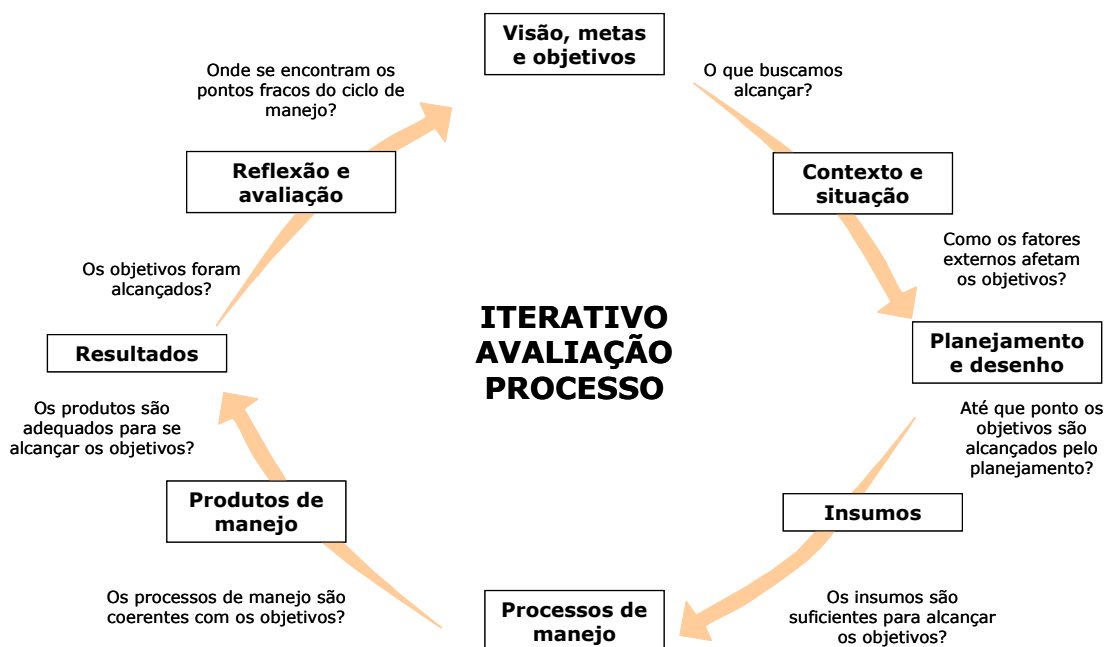 Visão, metas
e objetivos
O que buscamos
alcançar?
Contexto e
situação
Como os fatores
externos afetam
os objetivos?
Planejamento
e desenho
Até que ponto os
objetivos são
alcançados pelo
planejamento?
Insumos
Os insumos são
suficientes para alcançar
os objetivos?
Processos de
manejo
Os processos de manejo são
coerentes com os objetivos?
Produtos de
manejo
Os produtos são
adequados para se
alcançar os objetivos?
Resultados
Os objetivos foram
alcançados?
Reflexão e
avaliação
Onde se encontram os
pontos fracos do ciclo de
manejo?
ITERATIVO
AVALIAÇÃO
PROCESSO